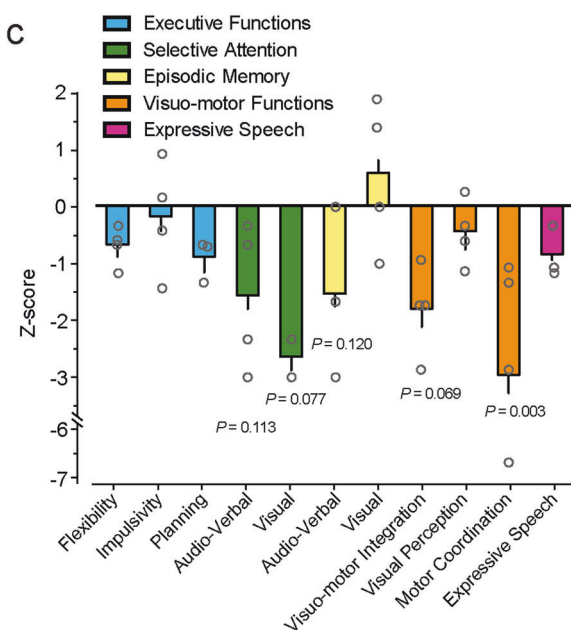 C
Executive Functions
Selective Attention
Episodic Memory
Visuo-motor Functions
Expressive Speech
Z-score
2
1
0
-1
-2
-3
-6
-7
P = 0.113
P = 0.077
P = 0.120
P = 0.069
P = 0.003
Flexibility
Impulsivity
Planning
Audio-Verbal
Visual
Audio-Verbal
Visual
Visuo-motor Integration
Visual Perception
Motor Coordination
Expressive Speech